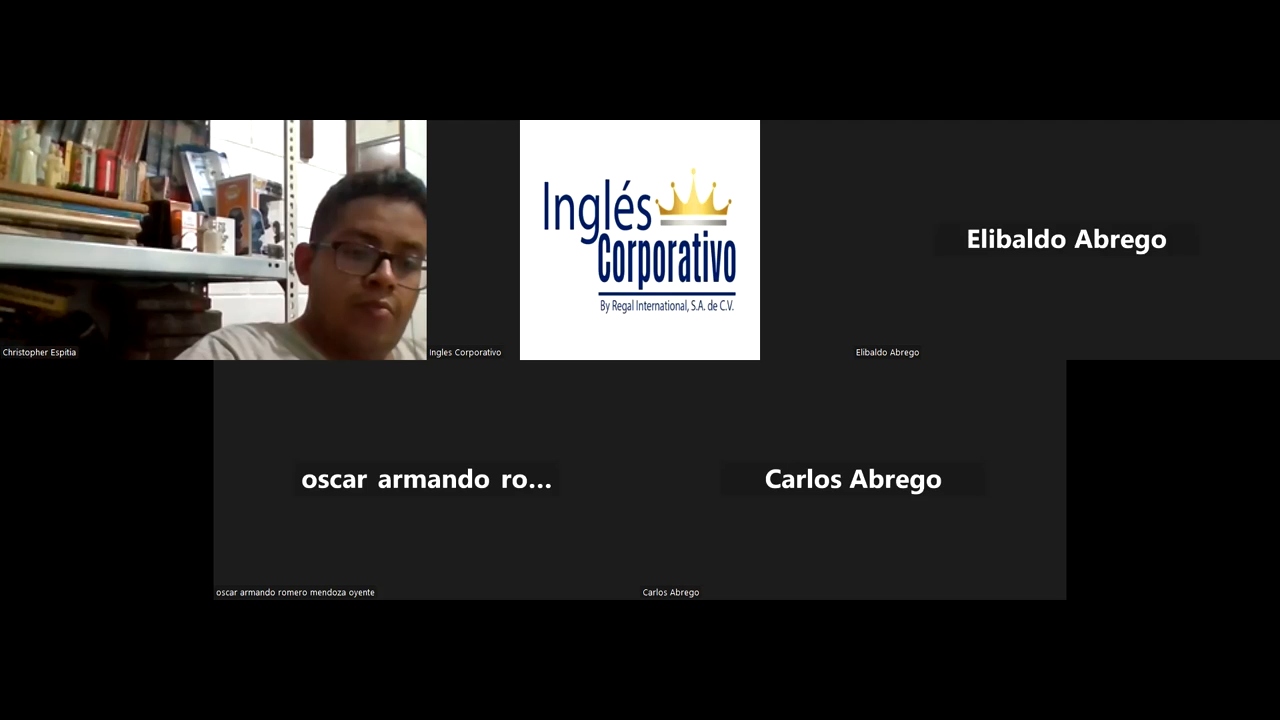 Inglés
Corporativo
By Regal International, S.A. de C.V.
Elibaldo Abrego
Christopher Espitia
Ingles Corporativo
Elibaldo Abrego
oscar armando ro...
Carlos Abrego
oscar armando romero mendoza oyente
Carlos Abrego